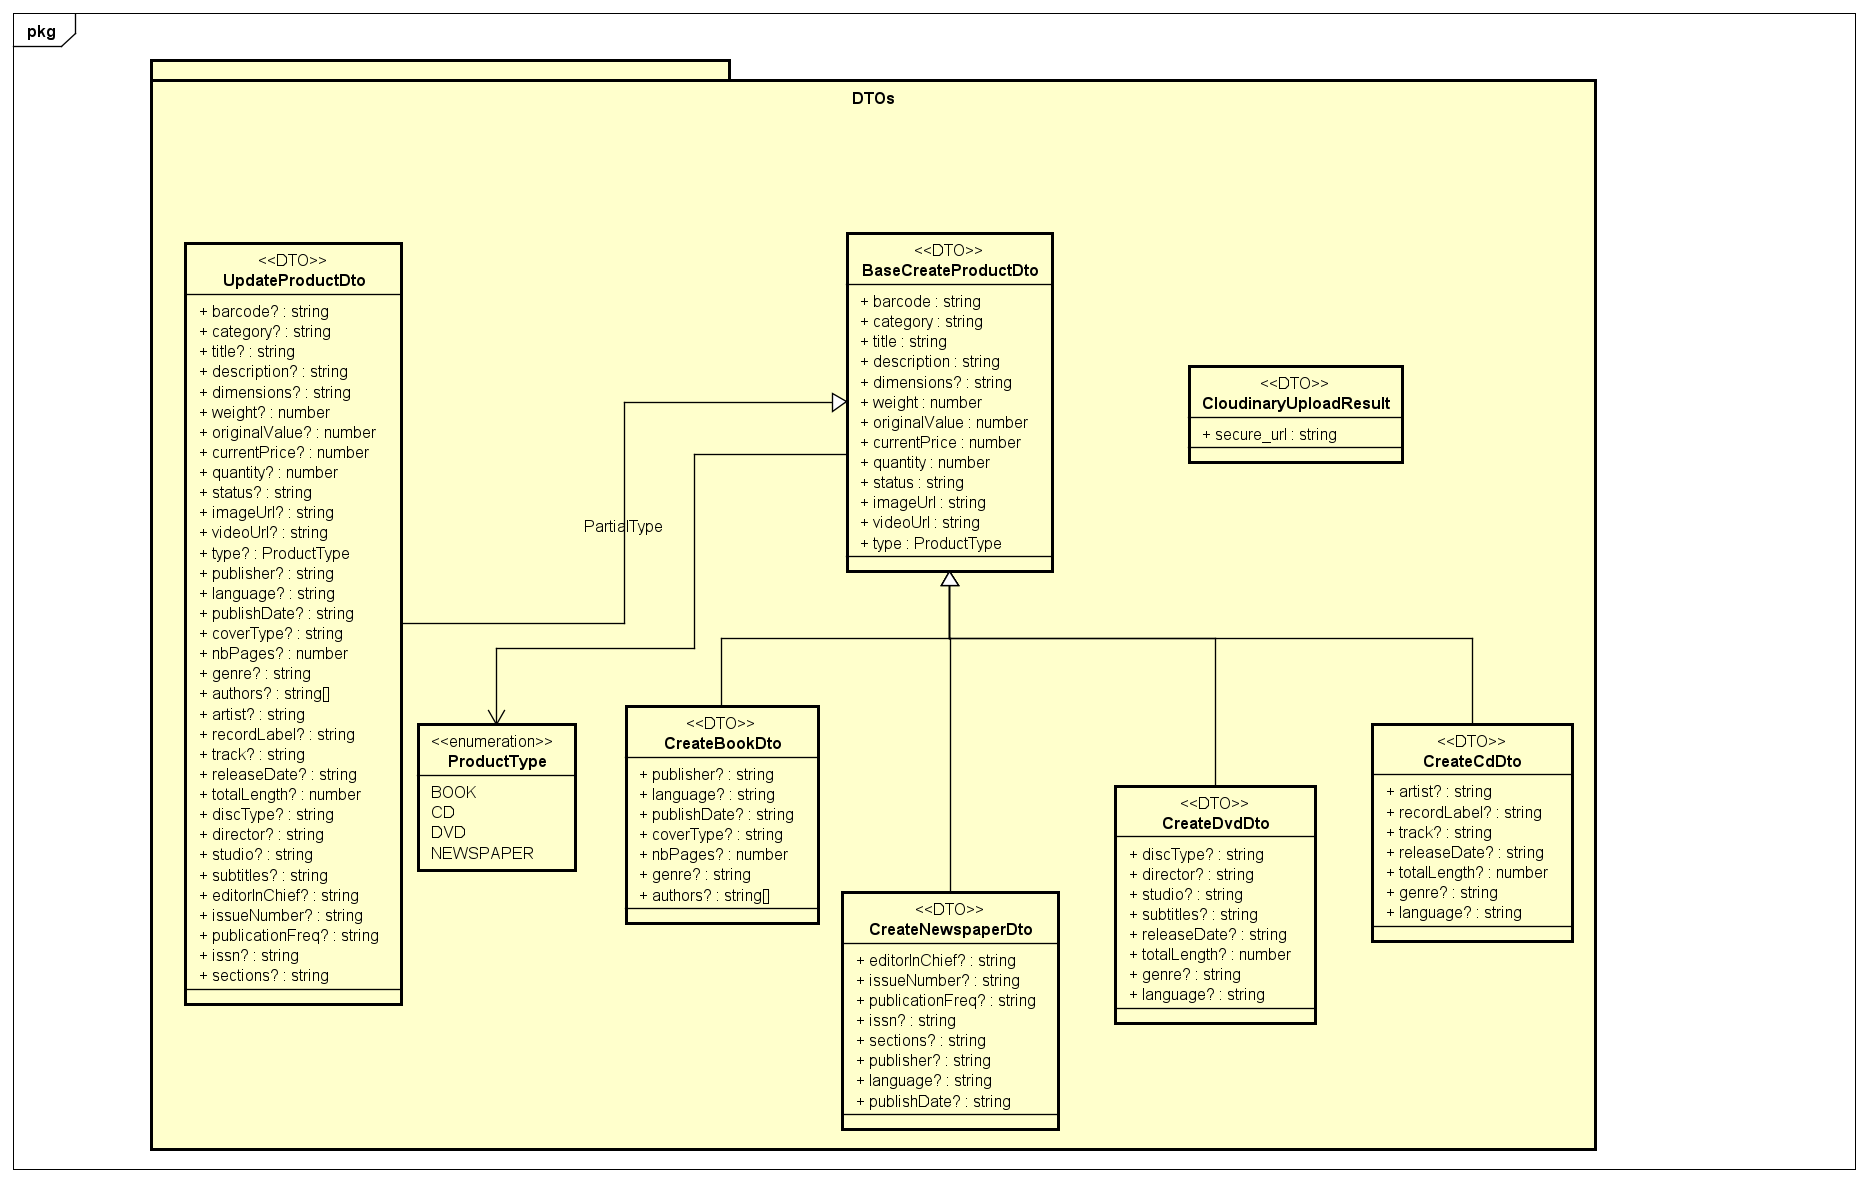 pkg
DTOs
<<DTO>>
UpdateProductDto
+ barcode? : string
+ category? : string
+ title? : string
+ description? : string
+ dimensions? : string
+ weight? : number
+ originalValue? : number
+ currentPrice? : number
+ quantity? : number
+ status? : string
+ imageUrl? : string
+ videoUrl? : string
+ type? : ProductType
+ publisher? : string
+ language? : string
+ publishDate? : string
+ coverType? : string
+ nbPages? : number
+ genre? : string
+ authors? : string[]
+ artist? : string
+ recordLabel? : string
+ track? : string
+ releaseDate? : string
+ totalLength? : number
+ discType? : string
+ director? : string
+ studio? : string
+ subtitles? : string
+ editorInChief? : string
+ issueNumber? : string
+ publicationFreq? : string
+ issn? : string
+ sections? : string
<<DTO>>
BaseCreateProductDto
+ barcode : string
+ category : string
+ title : string
+ description : string
+ dimensions? : string
+ weight : number
+ originalValue : number
+ currentPrice : number
+ quantity : number
+ status : string
+ imageUrl : string
+ videoUrl : string
+ type : ProductType
<<DTO>>
CloudinaryUploadResult
+ secure_url : string
PartialType
<<enumeration>>
ProductType
BOOK
CD
DVD
NEWSPAPER
<<DTO>>
CreateBookDto
+ publisher? : string
+ language? : string
+ publishDate? : string
+ coverType? : string
+ nbPages? : number
+ genre? : string
+ authors? : string[]
<<DTO>>
CreateNewspaperDto
+ editorInChief? : string
+ issueNumber? : string
+ publicationFreq? : string
+ issn? : string
+ sections? : string
+ publisher? : string
+ language? : string
+ publishDate? : string
<<DTO>>
CreateDvdDto
+ discType? : string
+ director? : string
+ studio? : string
+ subtitles? : string
+ releaseDate? : string
+ totalLength? : number
+ genre? : string
+ language? : string
<<DTO>>
CreateCdDto
+ artist? : string
+ recordLabel? : string
+ track? : string
+ releaseDate? : string
+ totalLength? : number
+ genre? : string
+ language? : string